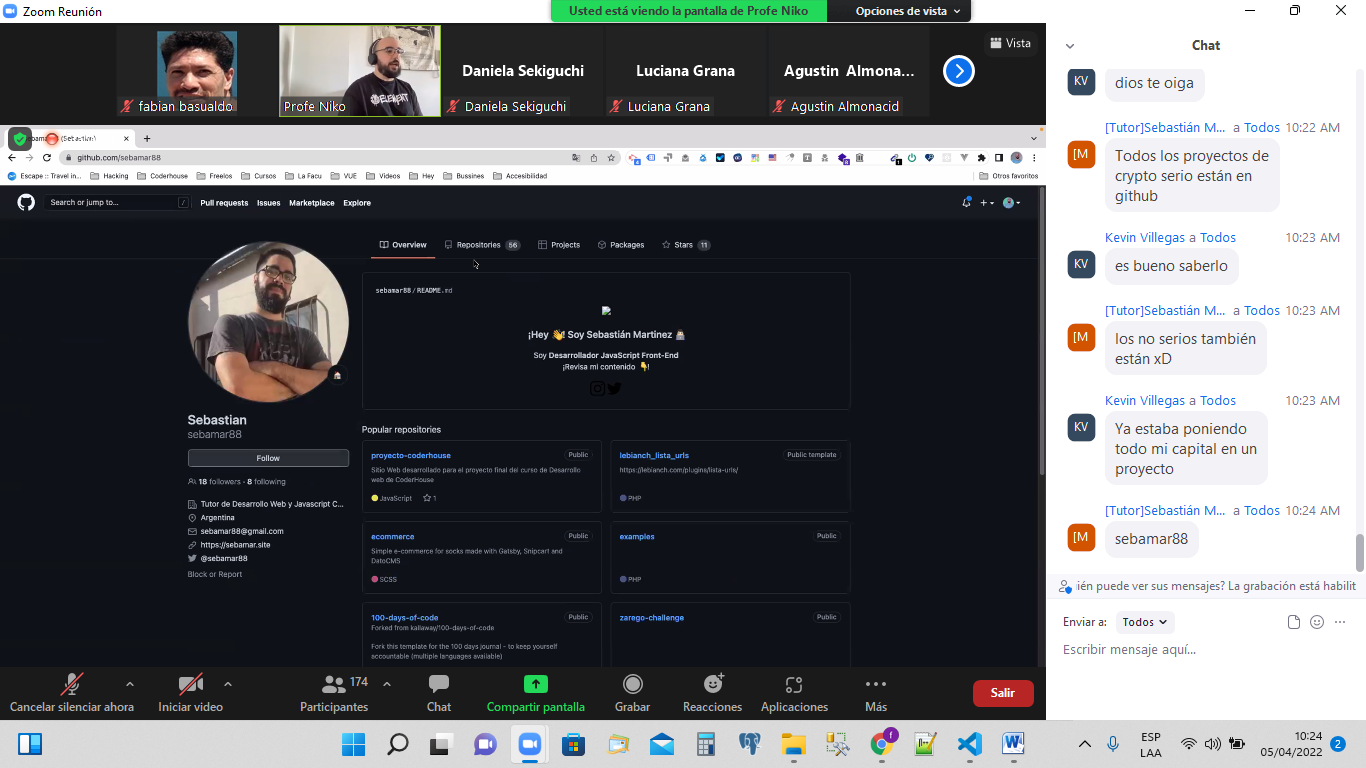 Zoom Reunión
Usted está viendo la pantalla de Profe Niko
Opciones de vista
Vista
fabian basualdo
Profe Niko
Daniela Sekiguchi
Daniela Sekiguchi
Luciana Grana
Luciana Grana
Agustin Almona...
Agustin Almonacid
github.com/sebamar88
Escape ::. Travel in...
Hacking
Coderhouse
Freelos
Cursos
La Facu
VUE
Videos
Hey
Bussines
Accesibilidad
Otros favoritos
Search or jump to...
/
Pull requests
Issues
Marketplace
Explore
Overview
Repositories 56
Projects
Packages
Stars 11
sebamar88/README.md
¡Hey 👋! Soy Sebastián Martinez
Soy Desarrollador JavaScript Front-End
¡Revisa mi contenido 👇!
Sebastian
sebamar88
Follow
18 followers · 8 following
Tutor de Desarrollo Web y Javascript C...
Argentina
sebamar88@gmail.com
https://sebamar.site
@sebamar88
Block or Report
Popular repositories
proyecto-coderhouse
Public
Sitio Web desarrollado para el proyecto final del curso de Desarrollo
web de CoderHouse
JavaScript
1
lebianch_lista_urls
Public template
https://lebianch.com/plugins/lista-urls/
PHP
ecommerce
Public
Simple e-commerce for socks made with Gatsby, Snipcart and
DatoCMS
SCSS
examples
Public
PHP
100-days-of-code
Public
Forked from kallaway/100-days-of-code
Fork this template for the 100 days journal - to keep yourself
accountable (multiple languages available)
zarego-challenge
Public
Cancelar silenciar ahora
Iniciar video
174
Participantes
Chat
Compartir pantalla
Grabar
Reacciones
Aplicaciones
Más
Salir
Chat
KV
dios te oiga
[Tutor]Sebastián M... a Todos 10:22 AM
[M
Todos los proyectos de
crypto serio están en
github
Kevin Villegas a Todos 10:23 AM
KV
es bueno saberlo
[Tutor]Sebastián M... a Todos 10:23 AM
[M
los no serios también
están xD
Kevin Villegas a Todos 10:23 AM
KV
Ya estaba poniendo
todo mi capital en un
proyecto
[Tutor]Sebastián M... a Todos 10:24 AM
[M
sebamar88
ién puede ver sus mensajes? La grabación está habilit
Enviar a: Todos
Escribir mensaje aquí...
ESP
LAA
10:24
05/04/2022
2